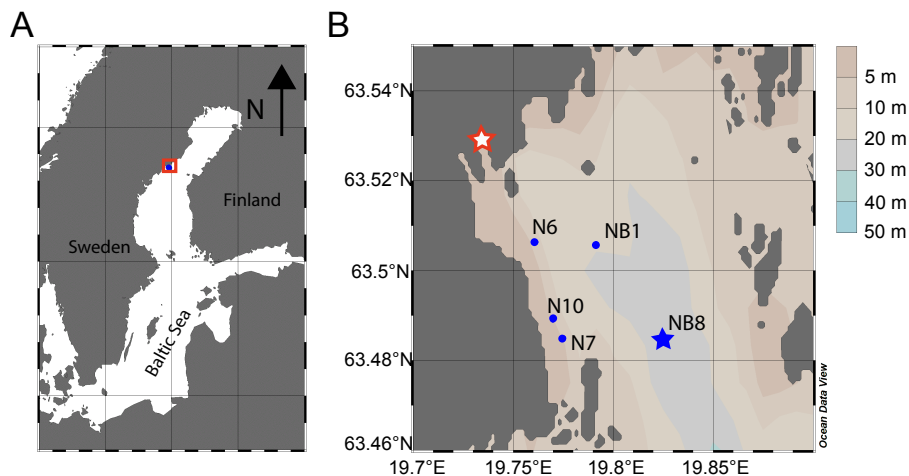 A
B
N
Finland
Sweden
Baltic Sea
63.54°N
63.52°N
63.5°N
63.48°N
63.46°N
19.7°E
19.75°E
19.8°E
19.85°E
N6
NB1
N10
N7
NB8
5 m
10 m
20 m
30 m
40 m
50 m
Ocean Data View